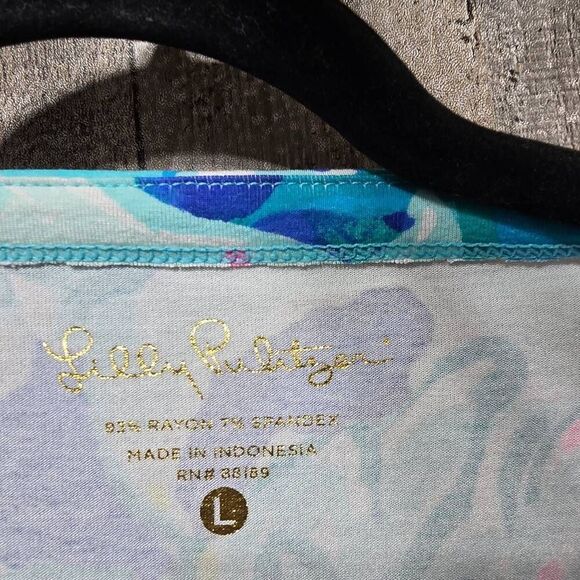 Lilly Pulitzer
93% RAYON 7% SPANDEX
MADE IN INDONESIA
RN# 38189
L